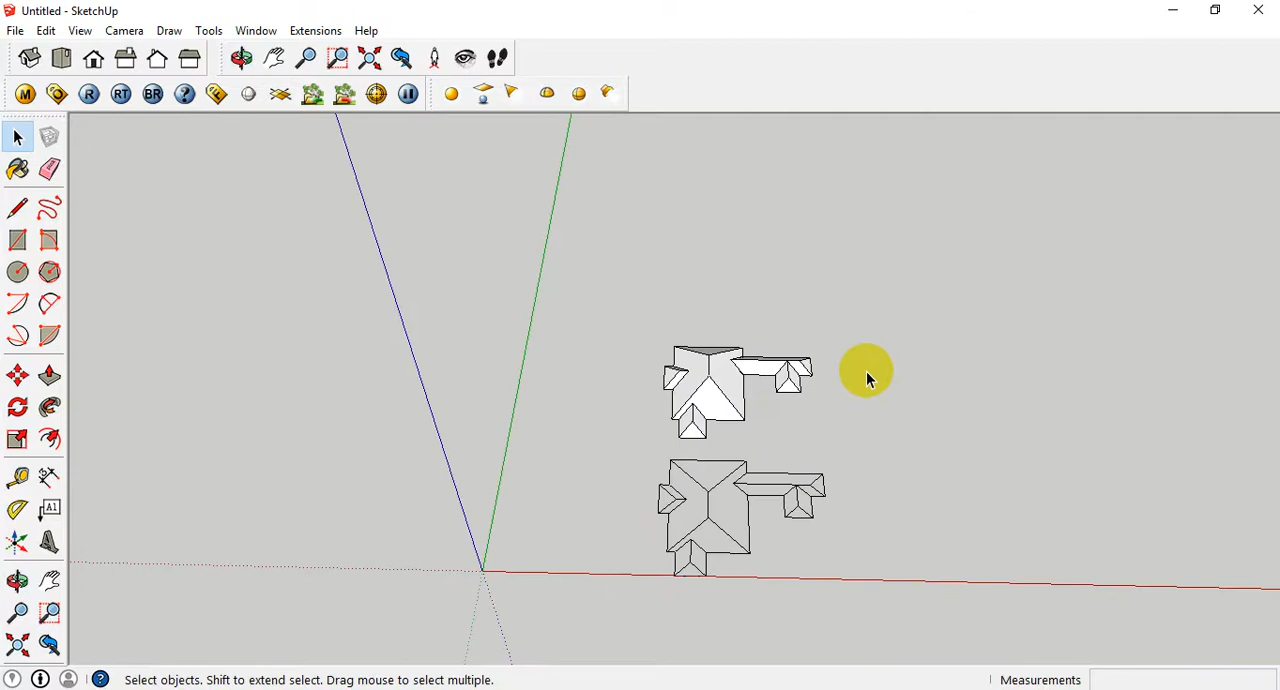 Untitled - SketchUp
File Edit View Camera Draw Tools Window Extensions Help
M O R RT BR ? F
A1
Select objects. Shift to extend select. Drag mouse to select multiple.
Measurements